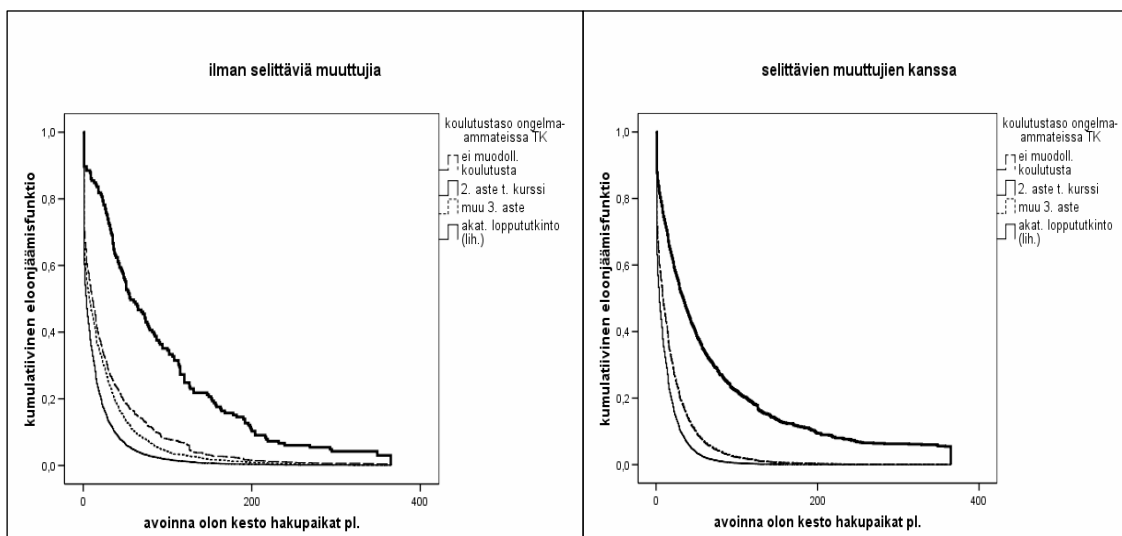 ilman selittäviä muuttujia
kumulatiivinen eloonjäämisfunktio
1,0
0,8
0,6
0,4
0,2
0,0
0
200
400
avoinna olon kesto hakupaikat pl.
koulutustaso ongelma-
ammateissa TK
ei muodoll.
koulutusta
2. aste t. kurssi
muu 3. aste
akat. loppututkinto
(lih.)
selittävien muuttujien kanssa
kumulatiivinen eloonjäämisfunktio
1,0
0,8
0,6
0,4
0,2
0,0
0
200
400
avoinna olon kesto hakupaikat pl.
koulutustaso ongelma-
ammateissa TK
ei muodoll.
koulutusta
2. aste t. kurssi
muu 3. aste
akat. loppututkinto
(lih.)